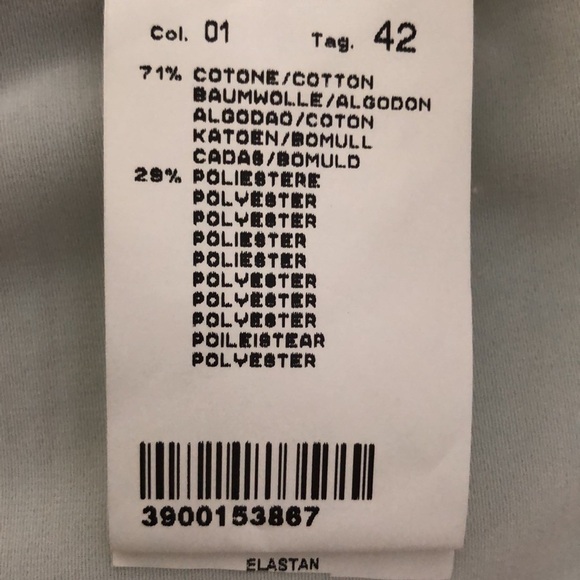 Col. 01 Tag. 42
71% COTONE/COTTON
BAUMWOLLE/ALGODON
ALGODAO/COTON
KATOEN/BOMULL
CADAS/BOMULD
29% POLIESTERE
POLYESTER
POLYESTER
POLIESTER
POLIESTER
POLYESTER
POLYESTER
POLYESTER
POILEISTEAR
POLYESTER
3900153867
ELASTAN